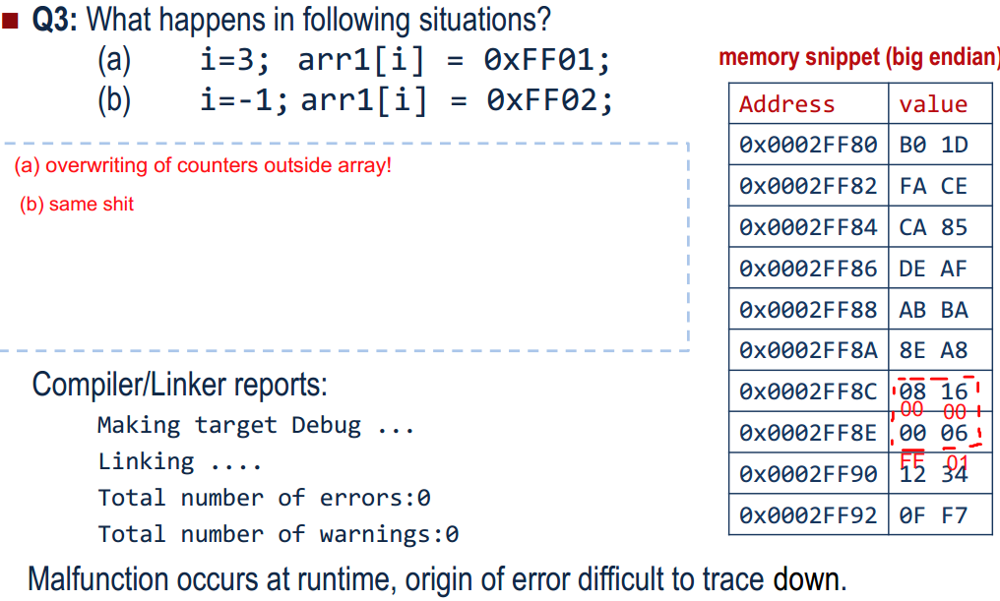 Q3: What happens in following situations?
(a) i=3; arr1[i] = 0xFF01;
(b) i=-1; arr1[i] = 0xFF02;
(a) overwriting of counters outside array!
(b) same shit
Compiler/Linker reports:
Making target Debug ...
Linking ....
Total number of errors:0
Total number of warnings:0
Malfunction occurs at runtime, origin of error difficult to trace down.
memory snippet (big endian)
Address value
0x0002FF80 B0 1D
0x0002FF82 FA CE
0x0002FF84 CA 85
0x0002FF86 DE AF
0x0002FF88 AB BA
0x0002FF8A 8E A8
0x0002FF8C 08 16
00 00
0x0002FF8E 00 06
FF 01
0x0002FF90 12 34
0x0002FF92 0F F7